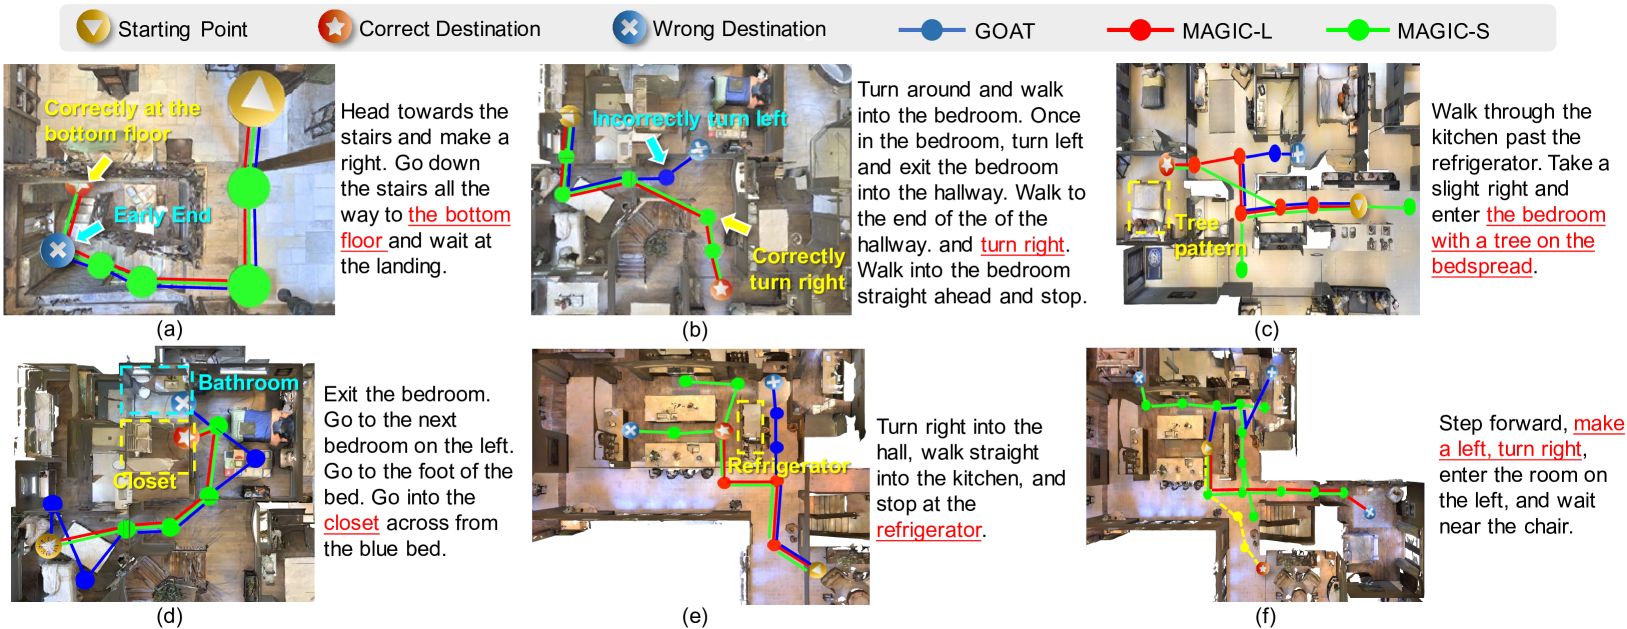 Starting Point
Correct Destination
Wrong Destination
GOAT
MAGIC-L
MAGIC-S
Correctly at the
bottom floor
Early End
Head towards the
stairs and make a
right. Go down
the stairs all the
way to the bottom
floor and wait at
the landing.
(a)
Incorrectly turn left
Correctly
turn right
Turn around and walk
into the bedroom. Once
in the bedroom, turn left
and exit the bedroom
into the hallway. Walk to
the end of the of the
hallway. and turn right.
Walk into the bedroom
straight ahead and stop.
(b)
Tree
pattern
Walk through the
kitchen past the
refrigerator. Take a
slight right and
enter the bedroom
with a tree on the
bedspread.
(c)
Bathroom
Closet
Exit the bedroom.
Go to the next
bedroom on the left.
Go to the foot of the
bed. Go into the
closet across from
the blue bed.
(d)
Refrigerator
Turn right into the
hall, walk straight
into the kitchen, and
stop at the
refrigerator.
(e)
Step forward, make
a left, turn right,
enter the room on
the left, and wait
near the chair.
(f)